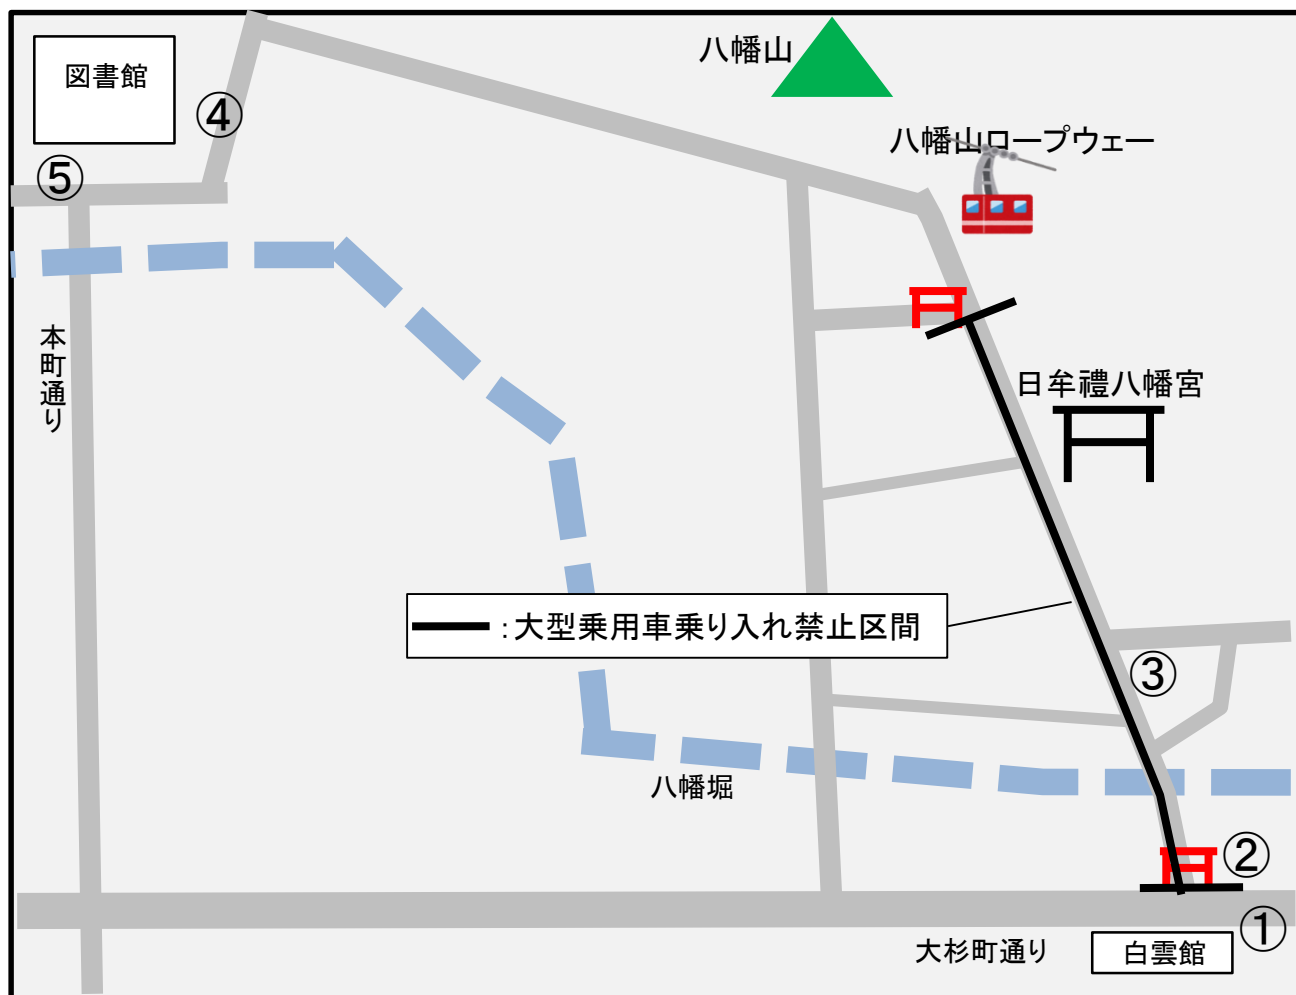 八幡山
図書館
④
八幡山ロープウェー
⑤
本町通り
日牟禮八幡宮
:大型乗用車乗り入れ禁止区間
③
八幡堀
②
①
大杉町通り
白雲館